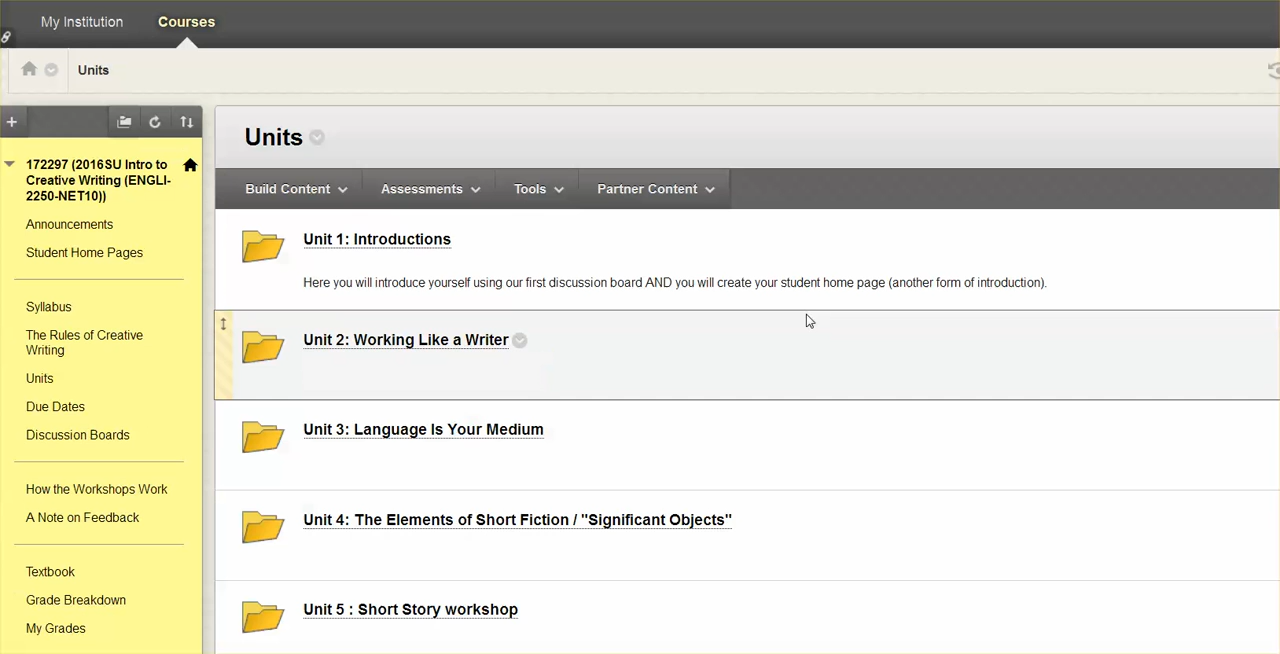 My Institution
Courses
Units
172297 (2016SU Intro to
Creative Writing (ENGLI-
2250-NET10))
Announcements
Student Home Pages
Syllabus
The Rules of Creative
Writing
Units
Due Dates
Discussion Boards
How the Workshops Work
A Note on Feedback
Textbook
Grade Breakdown
My Grades
Units
Build Content
Assessments
Tools
Partner Content
Unit 1: Introductions
Here you will introduce yourself using our first discussion board AND you will create your student home page (another form of introduction).
Unit 2: Working Like a Writer
Unit 3: Language Is Your Medium
Unit 4: The Elements of Short Fiction / "Significant Objects"
Unit 5 : Short Story workshop